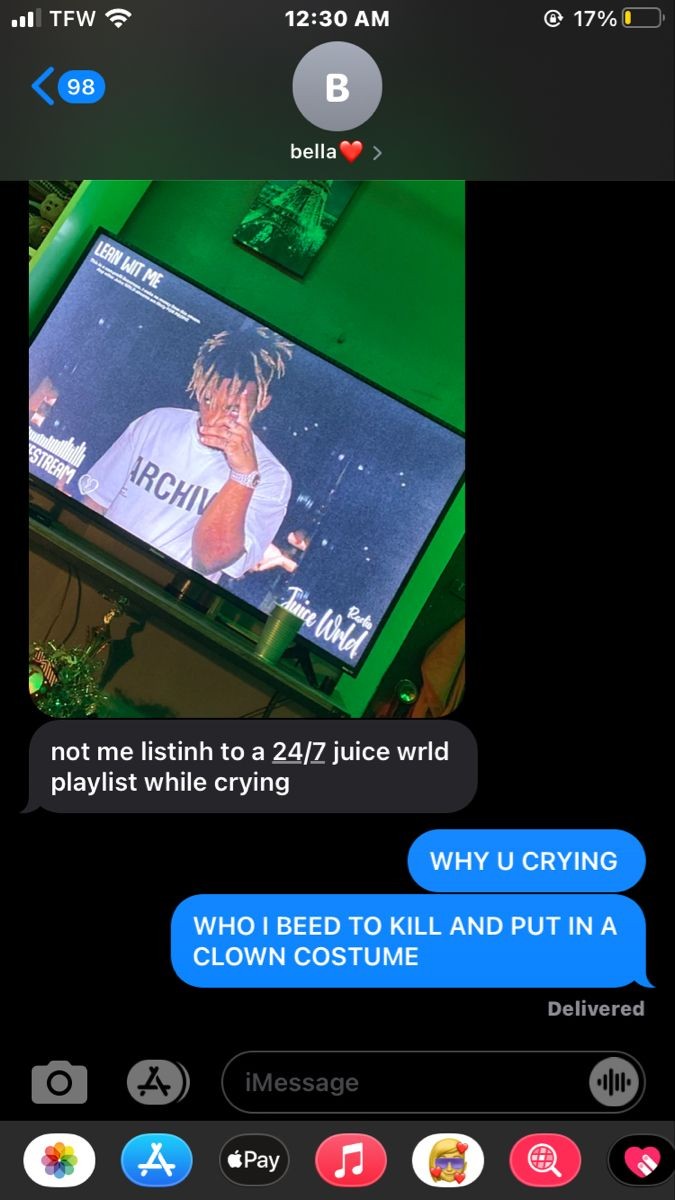 TFW
12:30 AM
17%
98
B
bella❤️ >
LEAN WIT ME
ESTREAM
ARCHIV
Radio
Juice Wrld
not me listinh to a 24/7 juice wrld
playlist while crying
WHY U CRYING
WHO I BEED TO KILL AND PUT IN A
CLOWN COSTUME
Delivered
iMessage
Pay